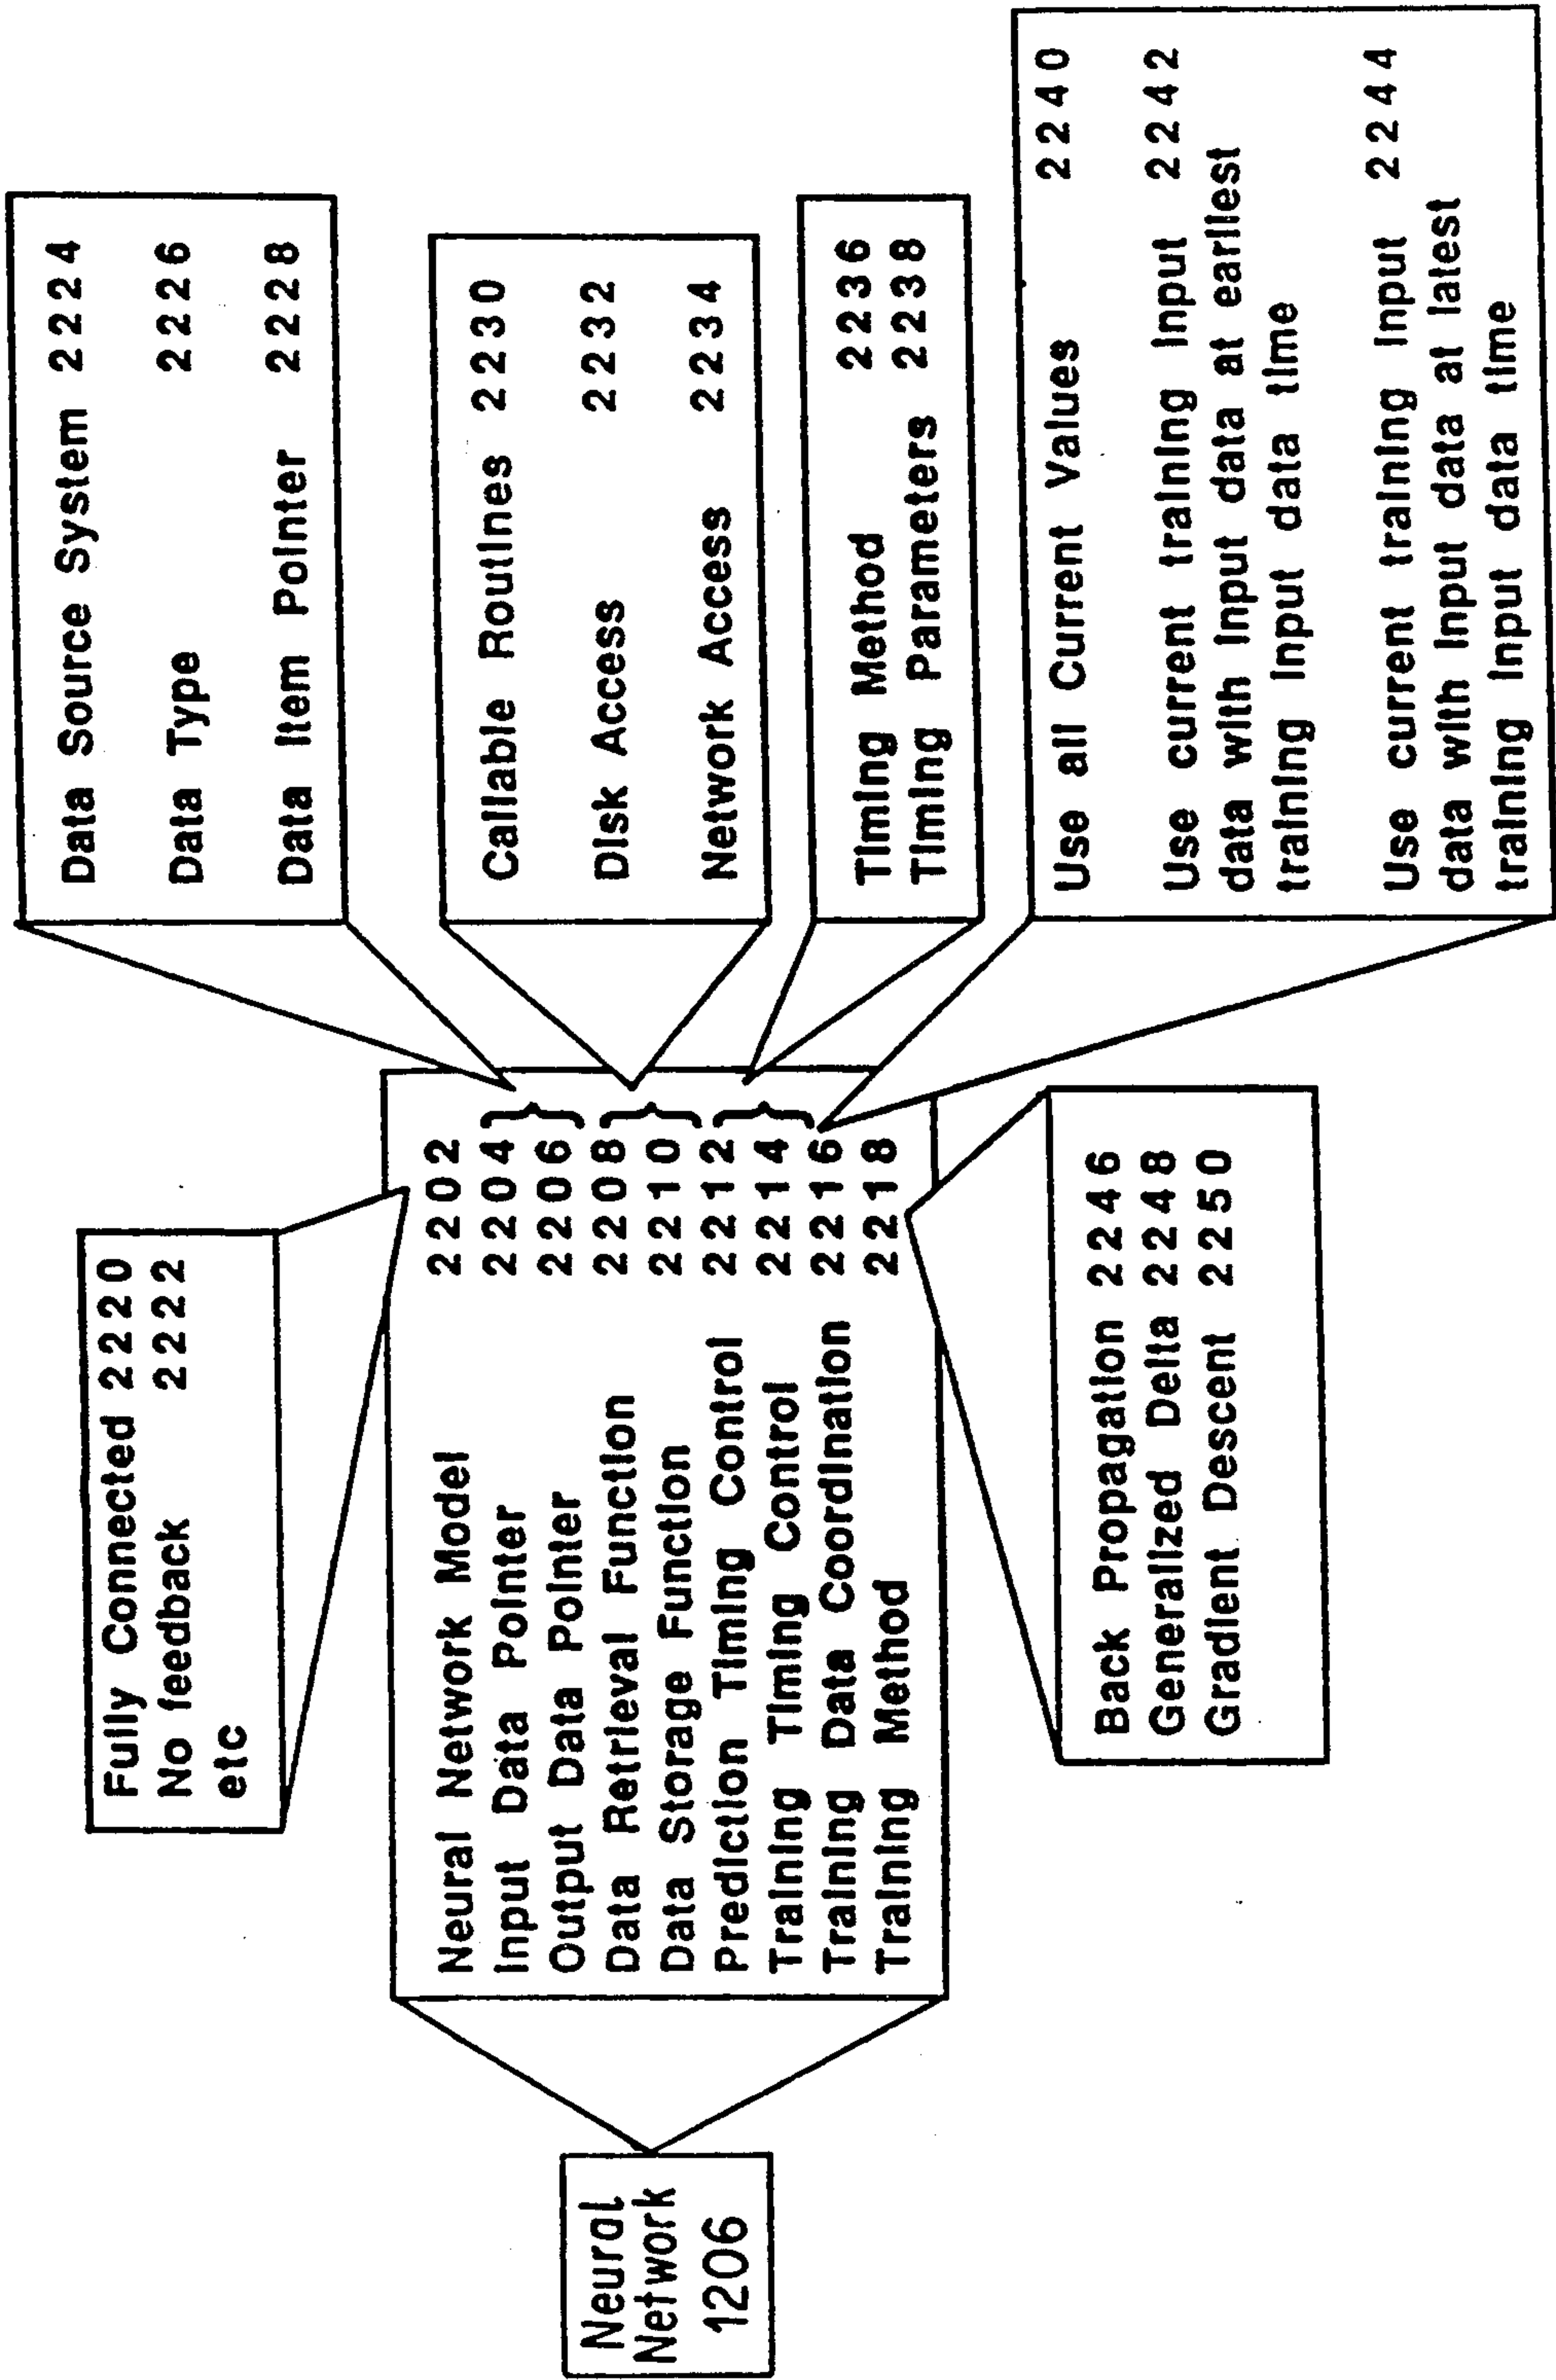 Neural
Network
1206
Fully Connected 2220
No feedback 2222
etc
Neural Network Model 2202
Input Data Pointer 2204
Output Data Pointer 2206
Data Retrieval Function 2208
Data Storage Function 2210
Prediction Timing Control 2212
Training Timing Control 2214
Training Data Coordination 2216
Training Method 2218
Back Propagation 2246
Generalized Delta 2248
Gradient Descent 2250
Data Source System 2224
Data Type 2226
Data Item Pointer 2228
Callable Routines 2230
Disk Access 2232
Network Access 2234
Timing Method 2236
Timing Parameters 2238
Use all Current Values 2240
Use current training Input 2242
data with Input data at earliest
training Input data time
Use current training Input 2244
data with Input data at latest
training Input data time